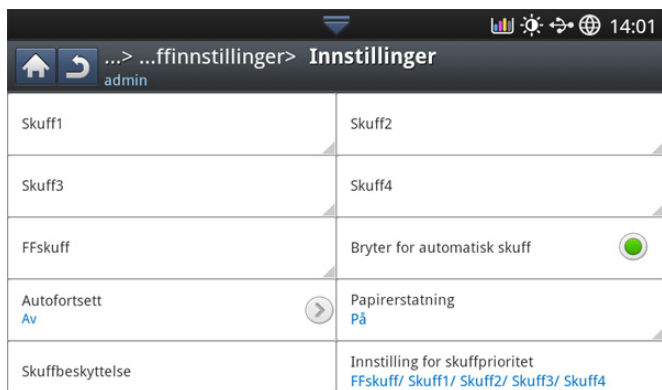 14:01
...> ...ffinnstillinger> Innstillinger
admin
Skuff1
Skuff2
Skuff3
Skuff4
FFskuff
Bryter for automatisk skuff
Autofortsett
Av
Papirerstatning
På
Skuffbeskyttelse
Innstilling for skuffprioritet
FFskuff/ Skuff1/ Skuff2/ Skuff3/ Skuff4